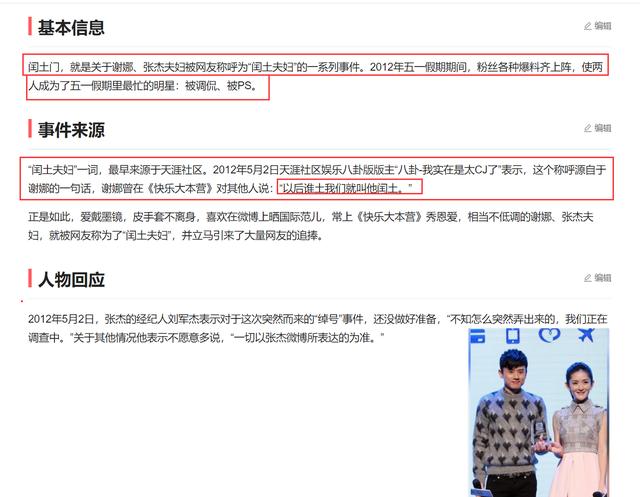 基本信息
编辑
闰土门，就是关于谢娜、张杰夫妇被网友称呼为“闰土夫妇”的一系列事件。2012年五一假期期间，粉丝各种爆料齐上阵，使两
人成为了五一假期里最忙的明星：被调侃、被PS。
事件来源
编辑
“闰土夫妇”一词，最早来源于天涯社区。2012年5月2日天涯社区娱乐八卦版版主“八卦-我实在是太CJ了”表示，这个称呼源自于
谢娜的一句话，谢娜曾在《快乐大本营》对其他人说：“以后谁土我们就叫他闰土。”
正是如此，爱戴墨镜，皮手套不离身，喜欢在微博上晒国际范儿，常上《快乐大本营》秀恩爱，相当不低调的谢娜、张杰夫
妇，就被网友称为了“闰土夫妇”，并立马引来了大量网友的追捧。
人物回应
编辑
2012年5月2日，张杰的经纪人刘军杰表示对于这次突然而来的“绰号”事件，还没做好准备，“不知怎么突然弄出来的，我们正在
调查中。”关于其他情况他表示不愿意多说，“一切以张杰微博所表达的为准。”